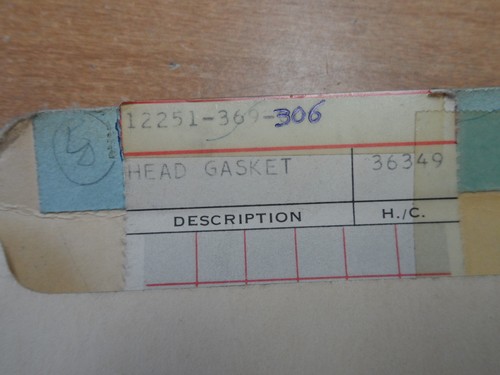 12251-369-306
HEAD GASKET 36349
DESCRIPTION H./C.